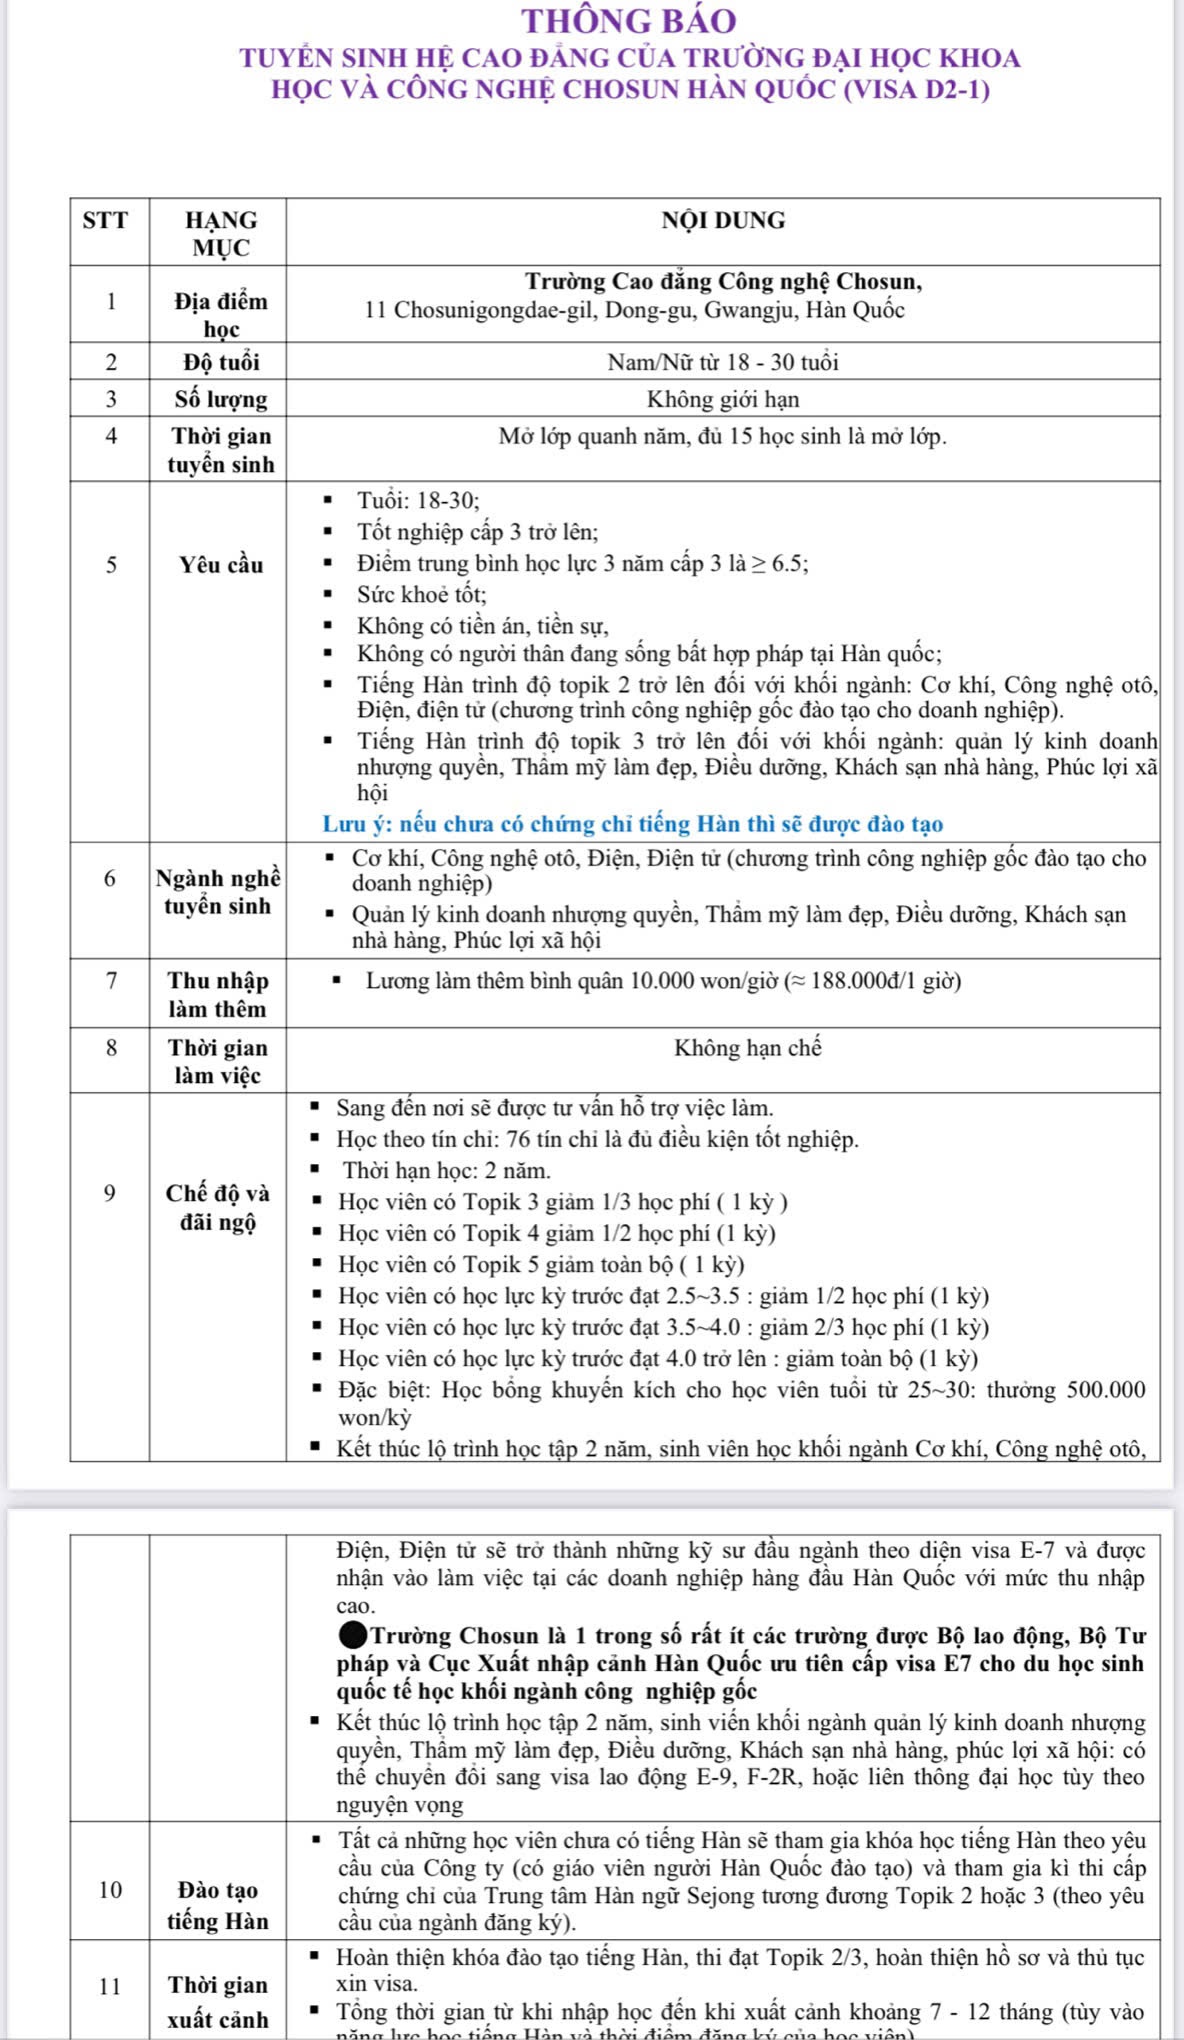 THÔNG BÁO
TUYỂN SINH HỆ CAO ĐẲNG CỦA TRƯỜNG ĐẠI HỌC KHOA
HỌC VÀ CÔNG NGHỆ CHOSUN HÀN QUỐC (VISA D2-1)
STT
HẠNG
MỤC
NỘI DUNG
1
Địa điểm
học
Trường Cao đẳng Công nghệ Chosun,
11 Chosunigongdae-gil, Dong-gu, Gwangju, Hàn Quốc
2
Độ tuổi
Nam/Nữ từ 18 - 30 tuổi
3
Số lượng
Không giới hạn
4
Thời gian
tuyển sinh
Mở lớp quanh năm, đủ 15 học sinh là mở lớp.
5
Yêu cầu
▪ Tuổi: 18-30;
▪ Tốt nghiệp cấp 3 trở lên;
▪ Điểm trung bình học lực 3 năm cấp 3 là ≥ 6.5;
▪ Sức khoẻ tốt;
▪ Không có tiền án, tiền sự,
▪ Không có người thân đang sống bất hợp pháp tại Hàn quốc;
▪ Tiếng Hàn trình độ topik 2 trở lên đối với khối ngành: Cơ khí, Công nghệ otô,
Điện, điện tử (chương trình công nghiệp gốc đào tạo cho doanh nghiệp).
▪ Tiếng Hàn trình độ topik 3 trở lên đối với khối ngành: quản lý kinh doanh
nhượng quyền, Thẩm mỹ làm đẹp, Điều dưỡng, Khách sạn nhà hàng, Phúc lợi xã
hội
Lưu ý: nếu chưa có chứng chỉ tiếng Hàn thì sẽ được đào tạo
6
Ngành nghề
tuyển sinh
▪ Cơ khí, Công nghệ otô, Điện, Điện tử (chương trình công nghiệp gốc đào tạo cho
doanh nghiệp)
▪ Quản lý kinh doanh nhượng quyền, Thẩm mỹ làm đẹp, Điều dưỡng, Khách sạn
nhà hàng, Phúc lợi xã hội
7
Thu nhập
làm thêm
▪ Lương làm thêm bình quân 10.000 won/giờ (≈ 188.000đ/1 giờ)
8
Thời gian
làm việc
Không hạn chế
9
Chế độ và
đãi ngộ
▪ Sang đến nơi sẽ được tư vấn hỗ trợ việc làm.
▪ Học theo tín chỉ: 76 tín chỉ là đủ điều kiện tốt nghiệp.
▪ Thời hạn học: 2 năm.
▪ Học viên có Topik 3 giảm 1/3 học phí ( 1 kỳ )
▪ Học viên có Topik 4 giảm 1/2 học phí (1 kỳ)
▪ Học viên có Topik 5 giảm toàn bộ ( 1 kỳ)
▪ Học viên có học lực kỳ trước đạt 2.5~3.5 : giảm 1/2 học phí (1 kỳ)
▪ Học viên có học lực kỳ trước đạt 3.5~4.0 : giảm 2/3 học phí (1 kỳ)
▪ Học viên có học lực kỳ trước đạt 4.0 trở lên : giảm toàn bộ (1 kỳ)
▪ Đặc biệt: Học bổng khuyến kích cho học viên tuổi từ 25~30: thưởng 500.000
won/kỳ
▪ Kết thúc lộ trình học tập 2 năm, sinh viên học khối ngành Cơ khí, Công nghệ otô,
Điện, Điện tử sẽ trở thành những kỹ sư đầu ngành theo diện visa E-7 và được
nhận vào làm việc tại các doanh nghiệp hàng đầu Hàn Quốc với mức thu nhập
cao.
●Trường Chosun là 1 trong số rất ít các trường được Bộ lao động, Bộ Tư
pháp và Cục Xuất nhập cảnh Hàn Quốc ưu tiên cấp visa E7 cho du học sinh
quốc tế học khối ngành công nghiệp gốc
▪ Kết thúc lộ trình học tập 2 năm, sinh viến khối ngành quản lý kinh doanh nhượng
quyền, Thẩm mỹ làm đẹp, Điều dưỡng, Khách sạn nhà hàng, phúc lợi xã hội: có
thể chuyển đổi sang visa lao động E-9, F-2R, hoặc liên thông đại học tùy theo
nguyện vọng
10
Đào tạo
tiếng Hàn
▪ Tất cả những học viên chưa có tiếng Hàn sẽ tham gia khóa học tiếng Hàn theo yêu
cầu của Công ty (có giáo viên người Hàn Quốc đào tạo) và tham gia kì thi cấp
chứng chỉ của Trung tâm Hàn ngữ Sejong tương đương Topik 2 hoặc 3 (theo yêu
cầu của ngành đăng ký).
11
Thời gian
xuất cảnh
▪ Hoàn thiện khóa đào tạo tiếng Hàn, thi đạt Topik 2/3, hoàn thiện hồ sơ và thủ tục
xin visa.
▪ Tổng thời gian từ khi nhập học đến khi xuất cảnh khoảng 7 - 12 tháng (tùy vào
năng lực học tiếng Hàn và thời điểm đăng ký của học viên)